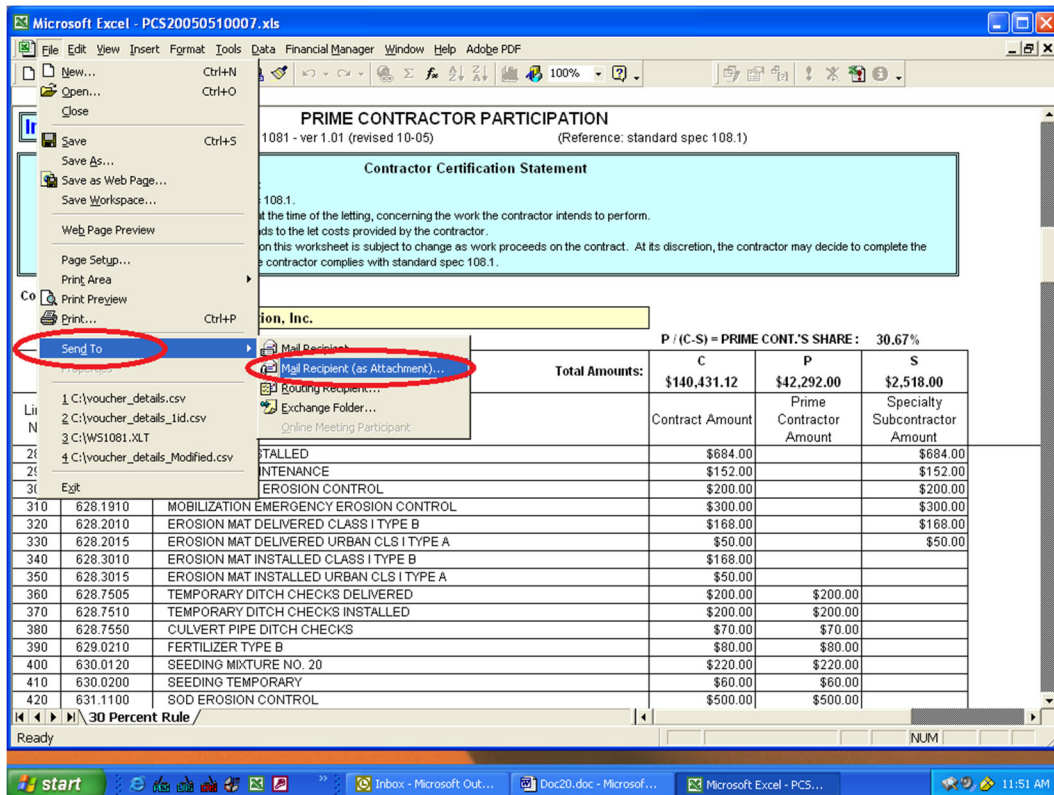 Microsoft Excel - PCS20050510007.xls
File Edit View Insert Format Tools Data Financial Manager Window Help Adobe PDF
100%
New... Ctrl+N
Open... Ctrl+O
Close
Save Ctrl+S
Save As...
Save as Web Page...
Save Workspace...
Web Page Preview
Page Setup...
Print Area
Print Preview
Print... Ctrl+P
Send To
Properties
1 C:\voucher_details.csv
2 C:\voucher_details_1id.csv
3 C:\WS1081.XLT
4 C:\voucher_details_Modified.csv
Exit
Mail Recipient
Mail Recipient (as Attachment)...
Routing Recipient...
Exchange Folder...
Online Meeting Participant
PRIME CONTRACTOR PARTICIPATION
1081 - ver 1.01 (revised 10-05) (Reference: standard spec 108.1)
Contractor Certification Statement
108.1.
at the time of the letting, concerning the work the contractor intends to perform.
nds to the let costs provided by the contractor.
on this worksheet is subject to change as work proceeds on the contract. At its discretion, the contractor may decide to complete the
e contractor complies with standard spec 108.1.
Co
tion, Inc.
P / (C-S) = PRIME CONT.'S SHARE : 30.67%
Total Amounts:
C P S
$140,431.12 $42,292.00 $2,518.00
Contract Amount
Prime Contractor Amount
Specialty Subcontractor Amount
STALLED $684.00 $684.00
INTENANCE $152.00 $152.00
EROSION CONTROL $200.00 $200.00
310 628.1910 MOBILIZATION EMERGENCY EROSION CONTROL $300.00 $300.00
320 628.2010 EROSION MAT DELIVERED CLASS I TYPE B $168.00 $168.00
330 628.2015 EROSION MAT DELIVERED URBAN CLS I TYPE A $50.00 $50.00
340 628.3010 EROSION MAT INSTALLED CLASS I TYPE B $168.00
350 628.3015 EROSION MAT INSTALLED URBAN CLS I TYPE A $50.00
360 628.7505 TEMPORARY DITCH CHECKS DELIVERED $200.00 $200.00
370 628.7510 TEMPORARY DITCH CHECKS INSTALLED $200.00 $200.00
380 628.7550 CULVERT PIPE DITCH CHECKS $70.00 $70.00
390 629.0210 FERTILIZER TYPE B $80.00 $80.00
400 630.0120 SEEDING MIXTURE NO. 20 $220.00 $220.00
410 630.0200 SEEDING TEMPORARY $60.00 $60.00
420 631.1100 SOD EROSION CONTROL $500.00 $500.00
30 Percent Rule
Ready NUM
start Inbox - Microsoft Out... Doc20.doc - Microsof... Microsoft Excel - PCS... 11:51 AM